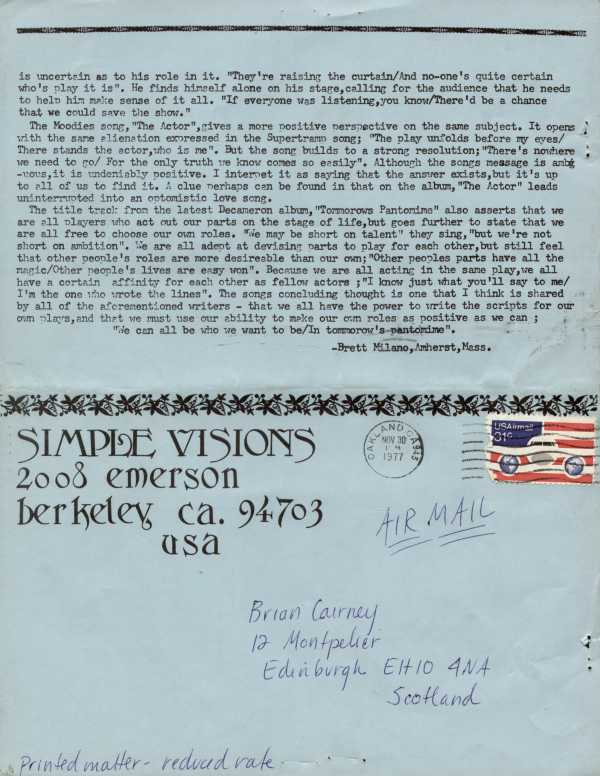 is uncertain as to his role in it. "They're raising the curtain/And no-one's quite certain
who's play it is". He finds himself alone on his stage,calling for the audience that he needs
to help him make sense of it all. "If everyone was listening,you know/There'd be a chance
that we could save the show."
The Moodies song,"The Actor",gives a more positive perspective on the same subject. It opens
with the same alienation expressed in the Supertramp song; "The play unfolds before my eyes/
There stands the actor,who is me". But the song builds to a strong resolution;"There's nowhere
we need to go/ For the only truth we know comes so easily". Although the songs message is ambig
-uous,it is undeniably positive. I interpet it as saying that the answer exists,but it's up
to all of us to find it. A clue perhaps can be found in that on the album,"The Actor" leads
uninterrupted into an optomistic love song.
The title track from the latest Decameron album,"Tommorows Pantomime" also asserts that we
are all players who act out our parts on the stage of life,but goes further to state that we
are all free to choose our own roles. "We may be short on talent" they sing,"but we're not
short on ambition". We are all adept at devising parts to play for each other,but still feel
that other people's roles are more desireable than our own;"Other peoples parts have all the
magic/Other people's lives are easy won". Because we are all acting in the same play,we all
have a certain affinity for each other as fellow actors ;"I know just what you'll say to me/
I'm the one who wrote the lines". The songs concluding thought is one that I think is shared
by all of the aforementioned writers - that we all have the power to write the scripts for our
own plays,and that we must use our ability to make our own roles as positive as we can ;
"We can all be who we want to be/In tommorow's pantomime".
-Brett Milano,Amherst,Mass.
SIMPLE VISIONS
2008 emerson
berkeley, ca. 94703
usa
OAKLAND, CA 943
NOV 30
PM
1977
USAirmail
31c
AIR MAIL
Brian Cairney
12 Montpelier
Edinburgh EH10 4NA
Scotland
Printed matter - reduced rate